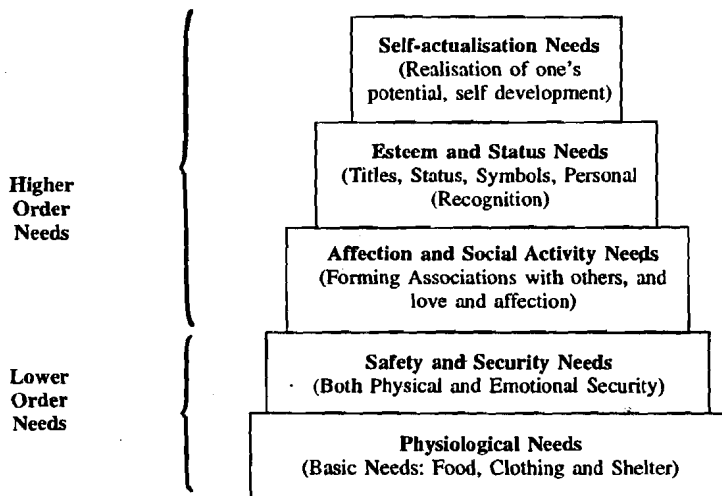 Self-actualisation Needs
(Realisation of one's
potential, self development)
Esteem and Status Needs
(Titles, Status, Symbols, Personal
(Recognition)
Higher
Order
Needs
Affection and Social Activity Needs
(Forming Associations with others, and
love and affection)
Safety and Security Needs
(Both Physical and Emotional Security)
Lower
Order
Needs
Physiological Needs
(Basic Needs: Food, Clothing and Shelter)